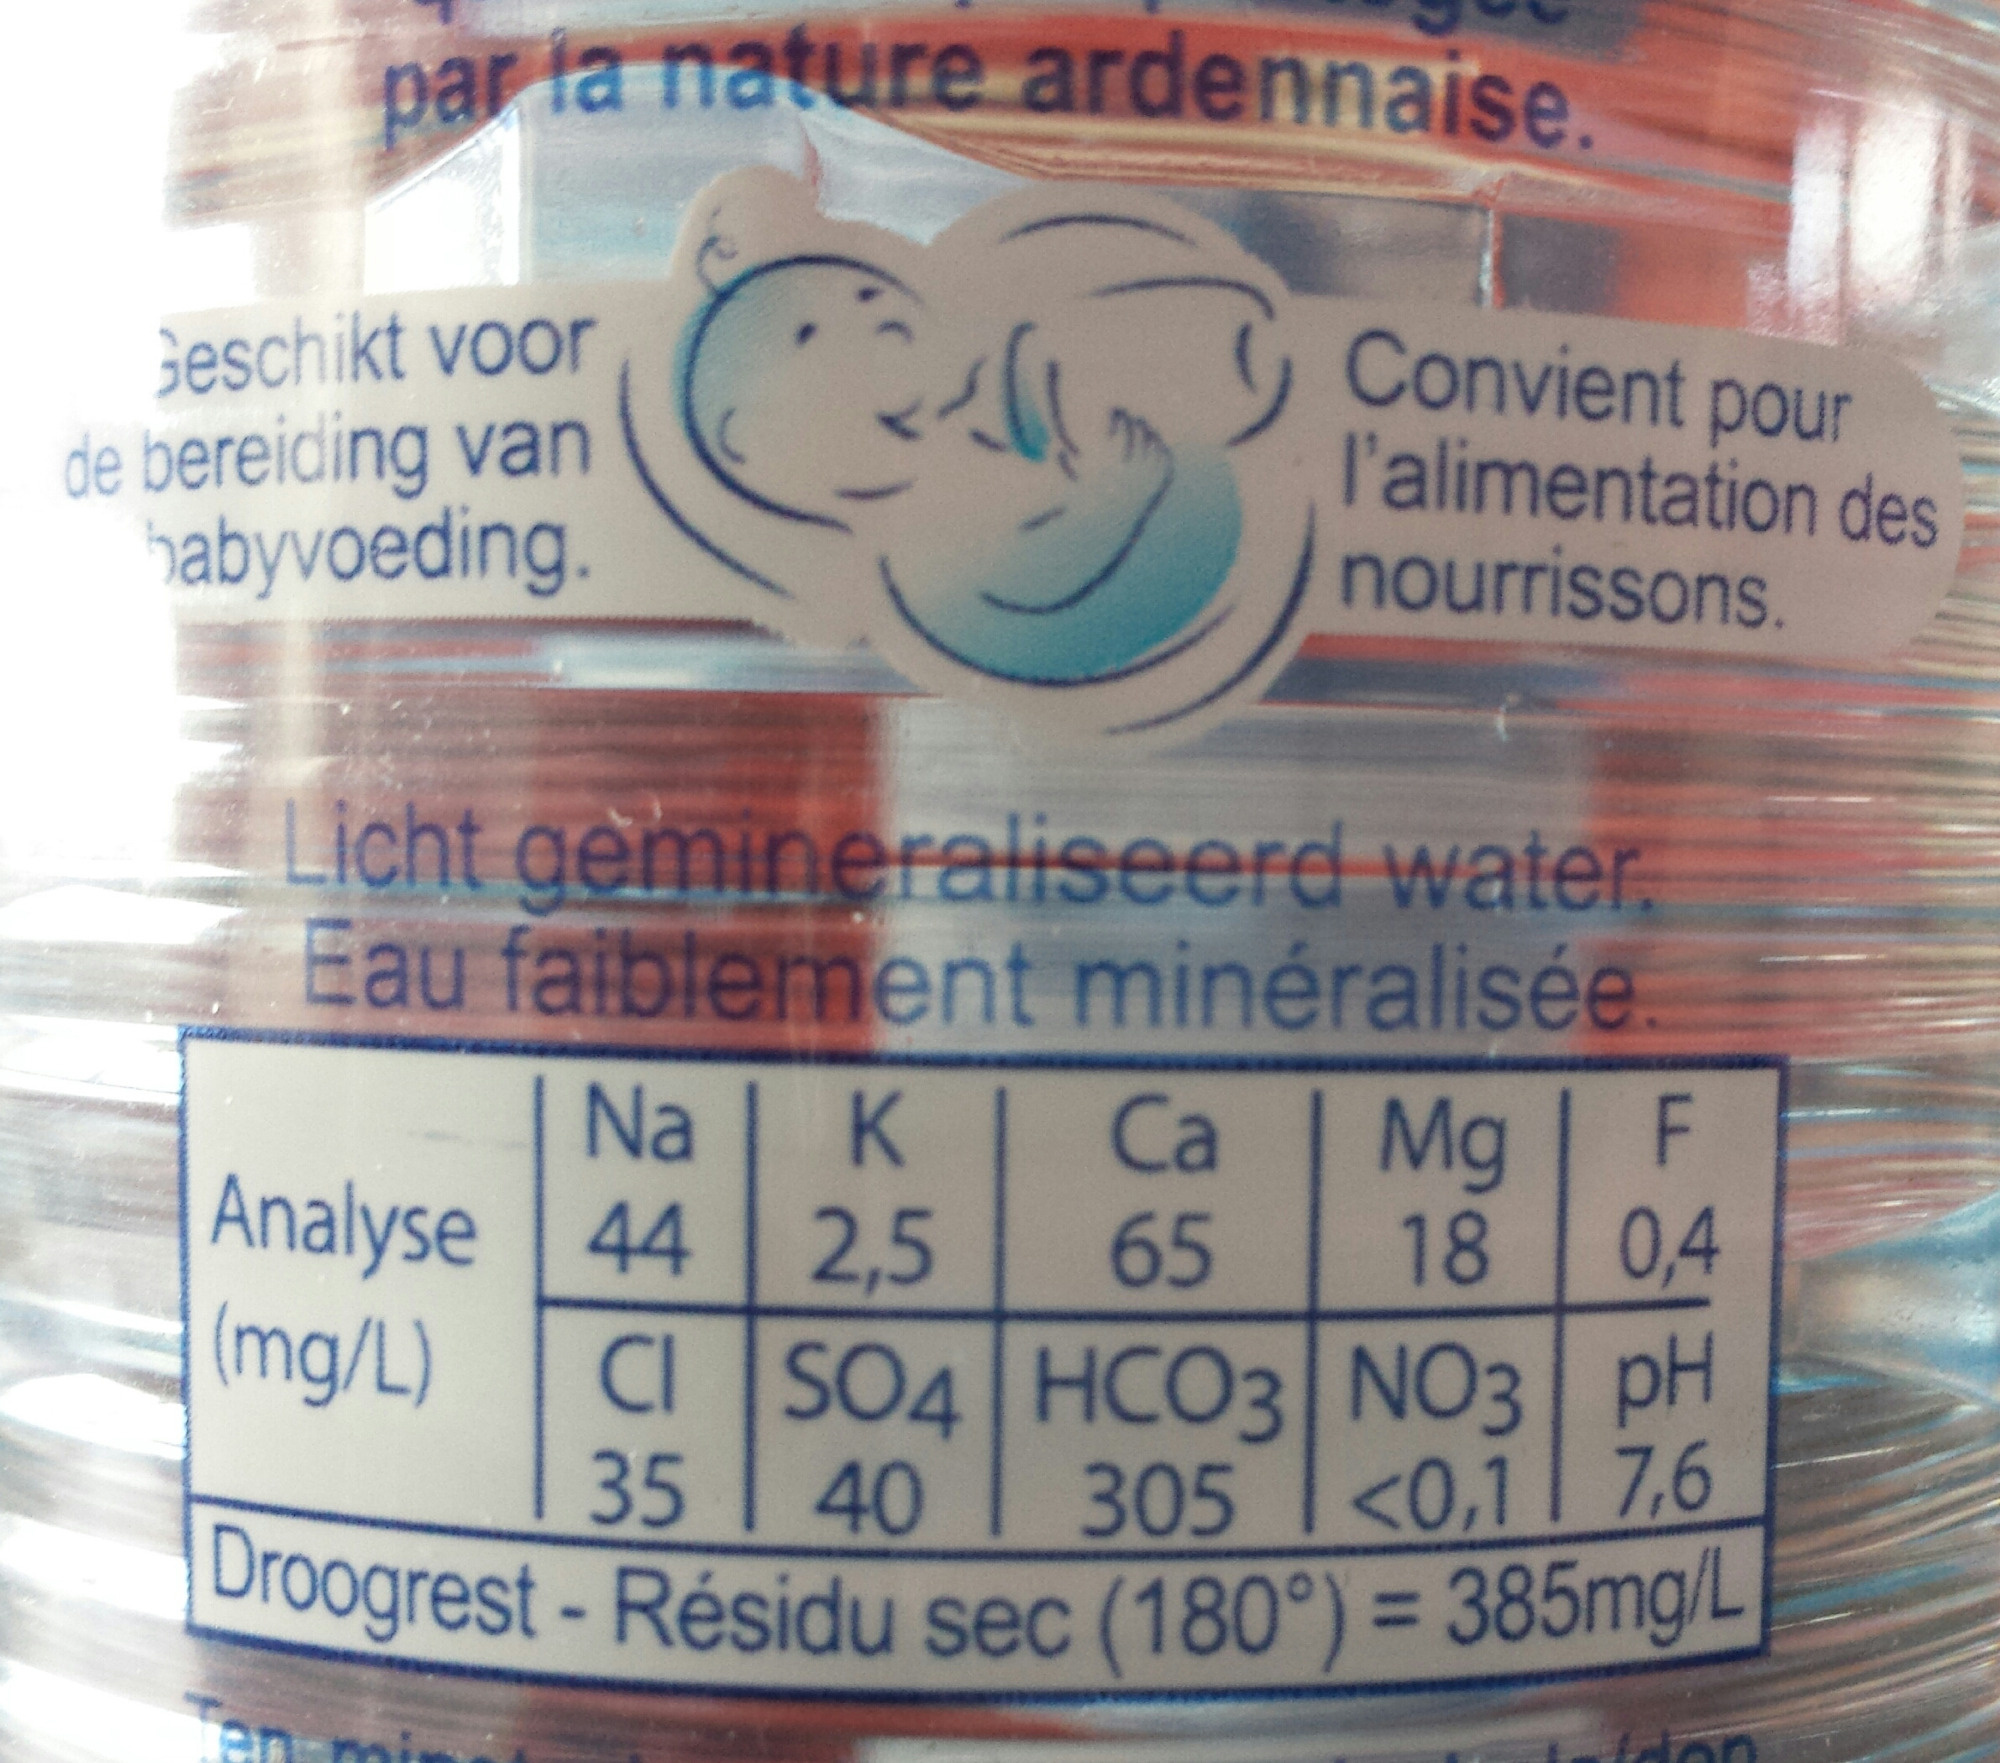 par la nature ardennaise.
Geschikt voor
de bereiding van
babyvoeding.
Convient pour
l'alimentation des
nourrissons.
Licht gemineraliseerd water.
Eau faiblement minéralisée.
Analyse
(mg/L)
Na K Ca Mg F
44 2,5 65 18 0,4
Cl SO4 HCO3 NO3 pH
35 40 305 <0,1 7,6
Droogrest - Résidu sec (180°) = 385mg/L